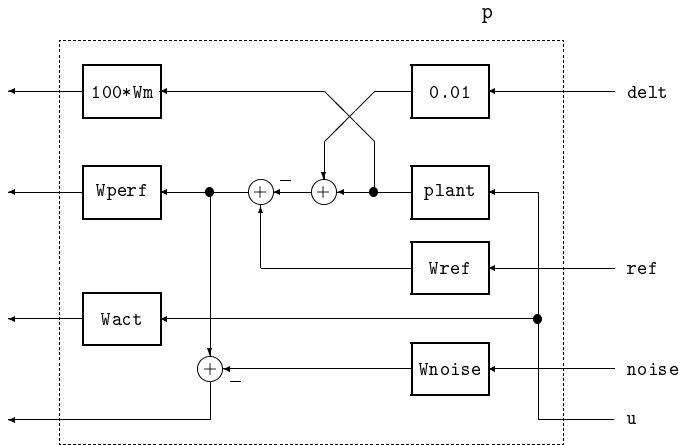 p
100*Wm
0.01
delt
−
Wperf
+
+
plant
Wref
ref
Wact
+
−
Wnoise
noise
u